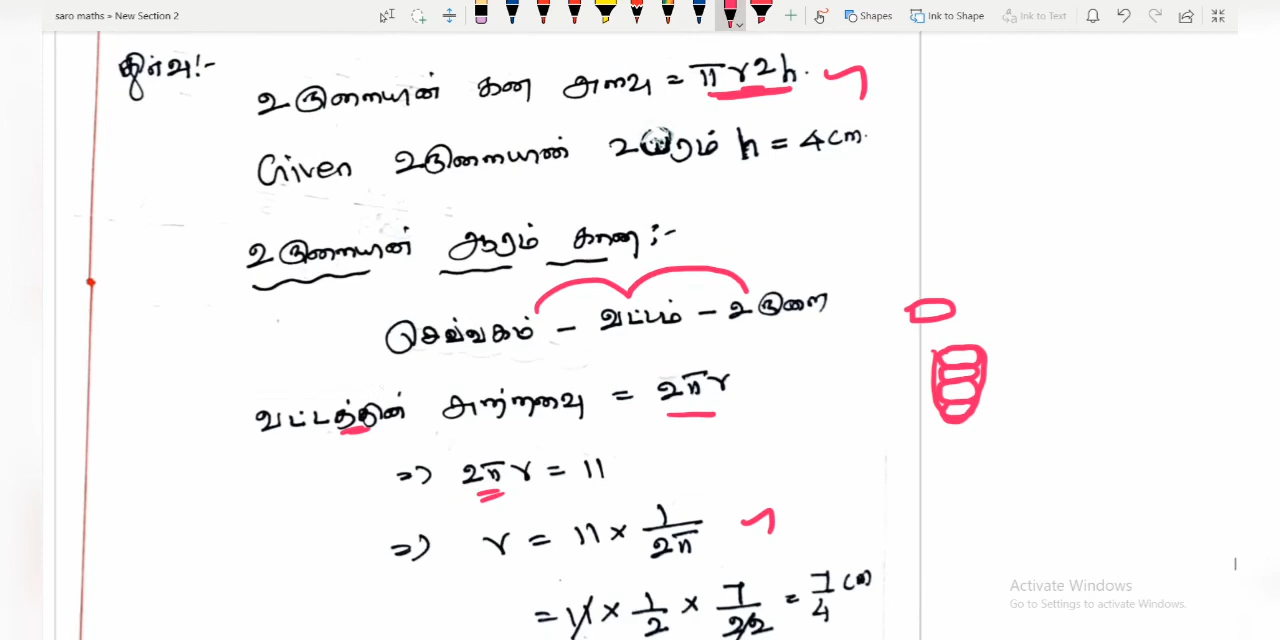 saro maths > New Section 2
Shapes
Ink to Shape
Ink to Text
தீர்வு:-
உருளையின் கன அளவு = πr2h.
Given உருளையின் உயரம் h = 4cm.
உருளையின் ஆரம் காண:-
செவ்வகம் - வட்டம் - உருளை
வட்டத்தின் சுற்றளவு = 2πr
=> 2πr = 11
=> r = 11 × 1/2π
= 11 × 1/2 × 7/22 = 7/4 cm
Activate Windows
Go to Settings to activate Windows.